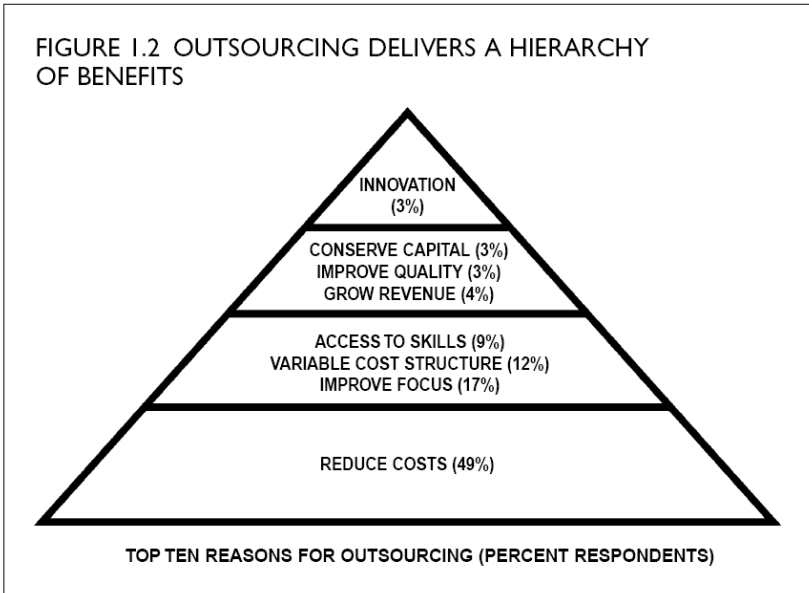 FIGURE 1.2 OUTSOURCING DELIVERS A HIERARCHY
OF BENEFITS
INNOVATION
(3%)
CONSERVE CAPITAL (3%)
IMPROVE QUALITY (3%)
GROW REVENUE (4%)
ACCESS TO SKILLS (9%)
VARIABLE COST STRUCTURE (12%)
IMPROVE FOCUS (17%)
REDUCE COSTS (49%)
TOP TEN REASONS FOR OUTSOURCING (PERCENT RESPONDENTS)